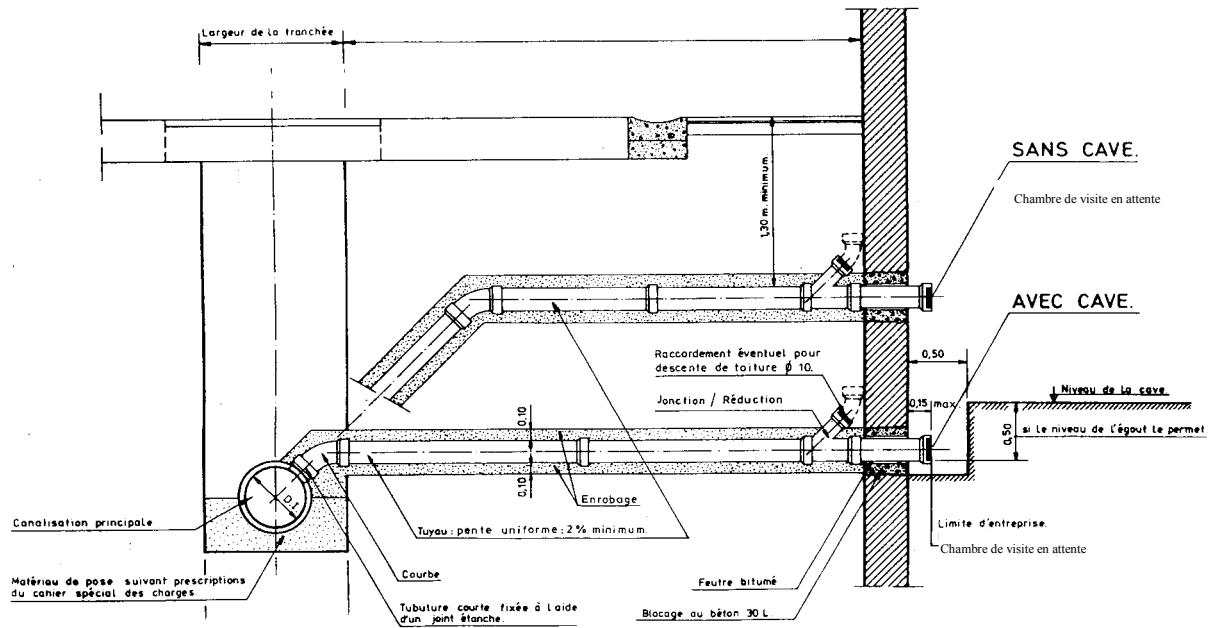 Largeur de la tranchée
SANS CAVE.
Chambre de visite en attente
1,30 m. minimum
AVEC CAVE.
Raccordement éventuel pour
descente de toiture Ø 10.
0,50
Niveau de la cave
Jonction / Réduction
0,15 max
0,10
0,50
si le niveau de l'égout le permet
D.I.
0,10
Enrobage
Canalisation principale
Tuyau : pente uniforme : 2% minimum.
Limite d'entreprise.
Chambre de visite en attente
Matériau de pose suivant prescriptions
du cahier spécial des charges.
Courbe
Feutre bitumé
Tubuture courte fixée à l'aide
d'un joint étanche.
Blocage au béton 30 L.